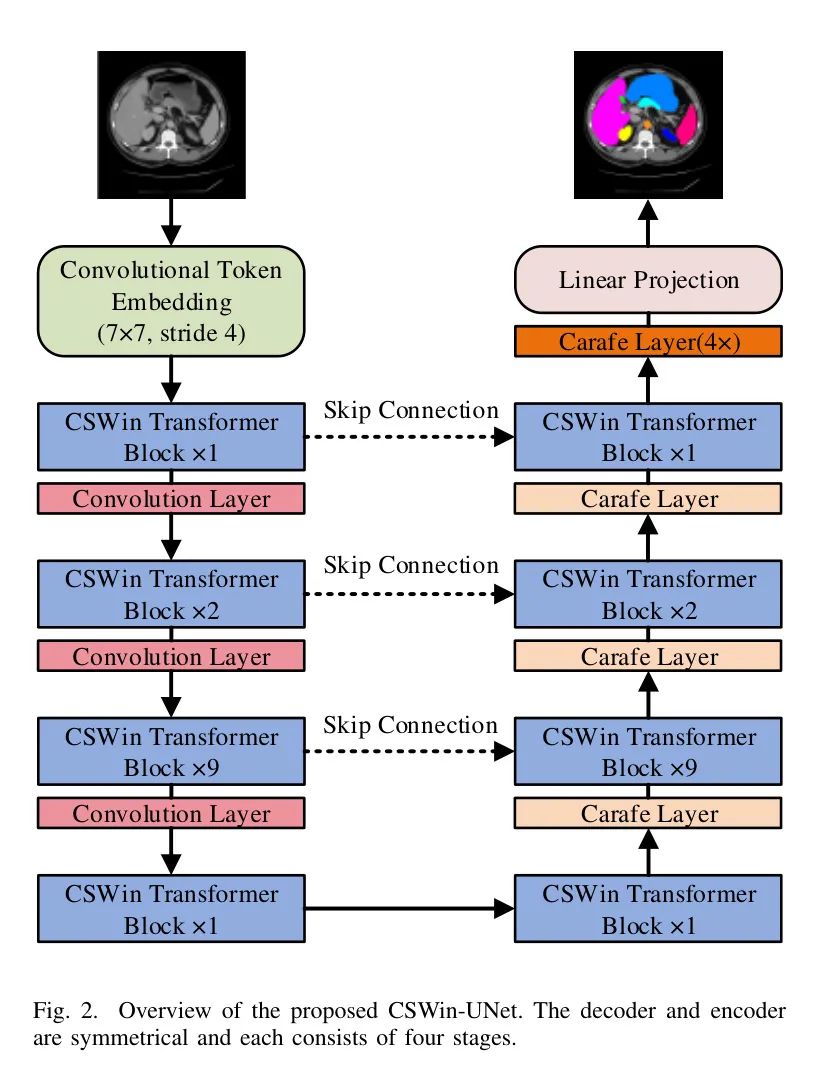 Convolutional Token
Embedding
(7×7, stride 4)
CSWin Transformer
Block ×1
Convolution Layer
CSWin Transformer
Block ×2
Convolution Layer
CSWin Transformer
Block ×9
Convolution Layer
CSWin Transformer
Block ×1
Skip Connection
Skip Connection
Skip Connection
Linear Projection
Carafe Layer(4×)
CSWin Transformer
Block ×1
Carafe Layer
CSWin Transformer
Block ×2
Carafe Layer
CSWin Transformer
Block ×9
Carafe Layer
CSWin Transformer
Block ×1
Fig. 2. Overview of the proposed CSWin-UNet. The decoder and encoder
are symmetrical and each consists of four stages.